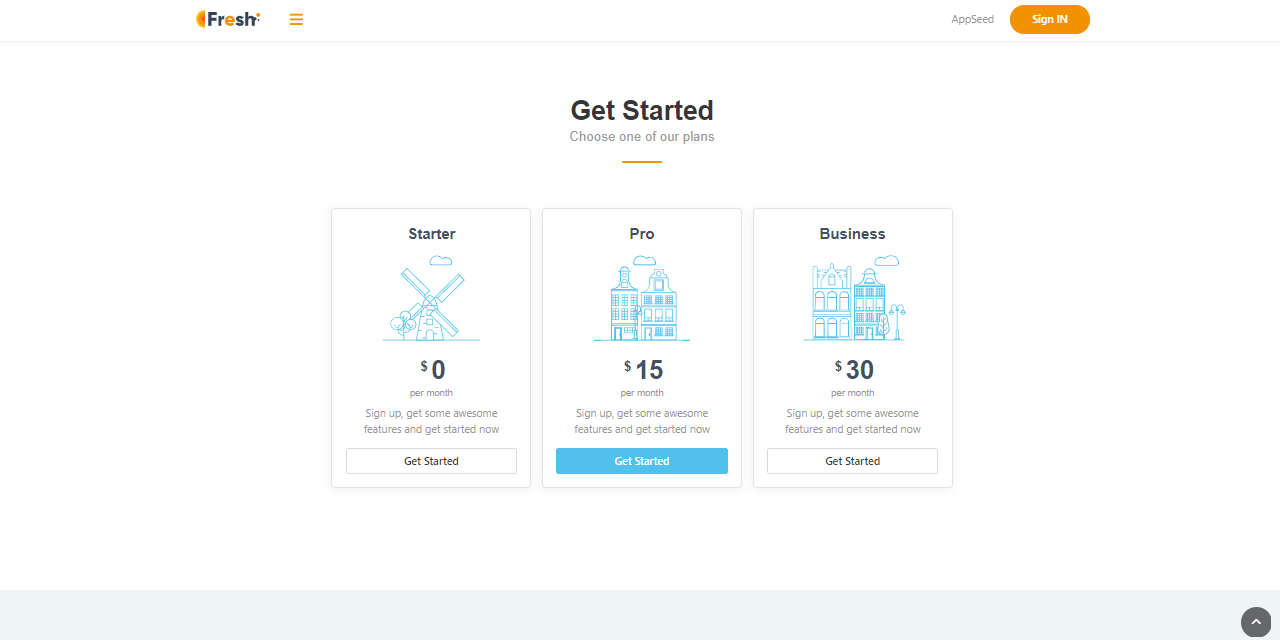 Fresh
AppSeed
Sign IN
Get Started
Choose one of our plans
Starter
$ 0
per month
Sign up, get some awesome
features and get started now
Get Started
Pro
$ 15
per month
Sign up, get some awesome
features and get started now
Get Started
Business
$ 30
per month
Sign up, get some awesome
features and get started now
Get Started